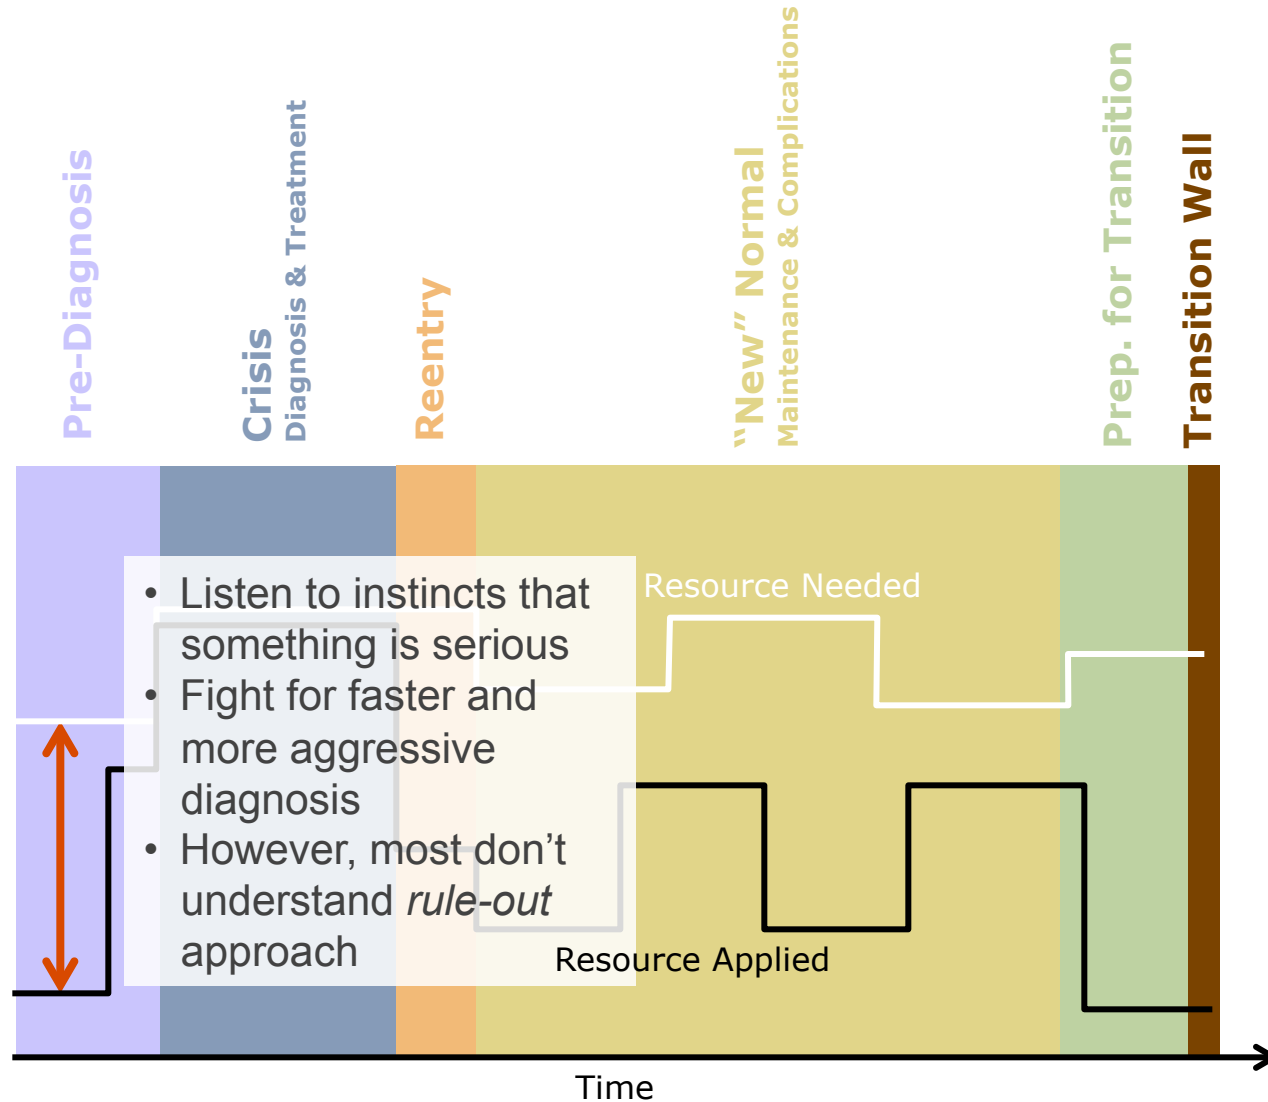 Pre-Diagnosis
Crisis
Diagnosis & Treatment
Reentry
“New” Normal
Maintenance & Complications
Prep. for Transition
Transition Wall
• Listen to instincts that
something is serious
• Fight for faster and
more aggressive
diagnosis
• However, most don’t
understand rule-out
approach
Resource Needed
Resource Applied
Time